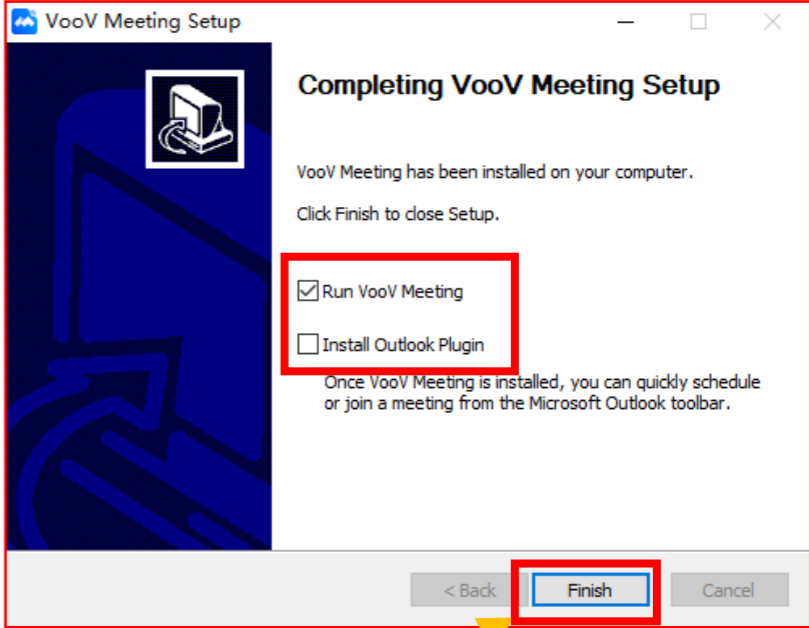 VooV Meeting Setup
Completing VooV Meeting Setup
VooV Meeting has been installed on your computer.
Click Finish to close Setup.
Run VooV Meeting
Install Outlook Plugin
Once VooV Meeting is installed, you can quickly schedule
or join a meeting from the Microsoft Outlook toolbar.
< Back
Finish
Cancel